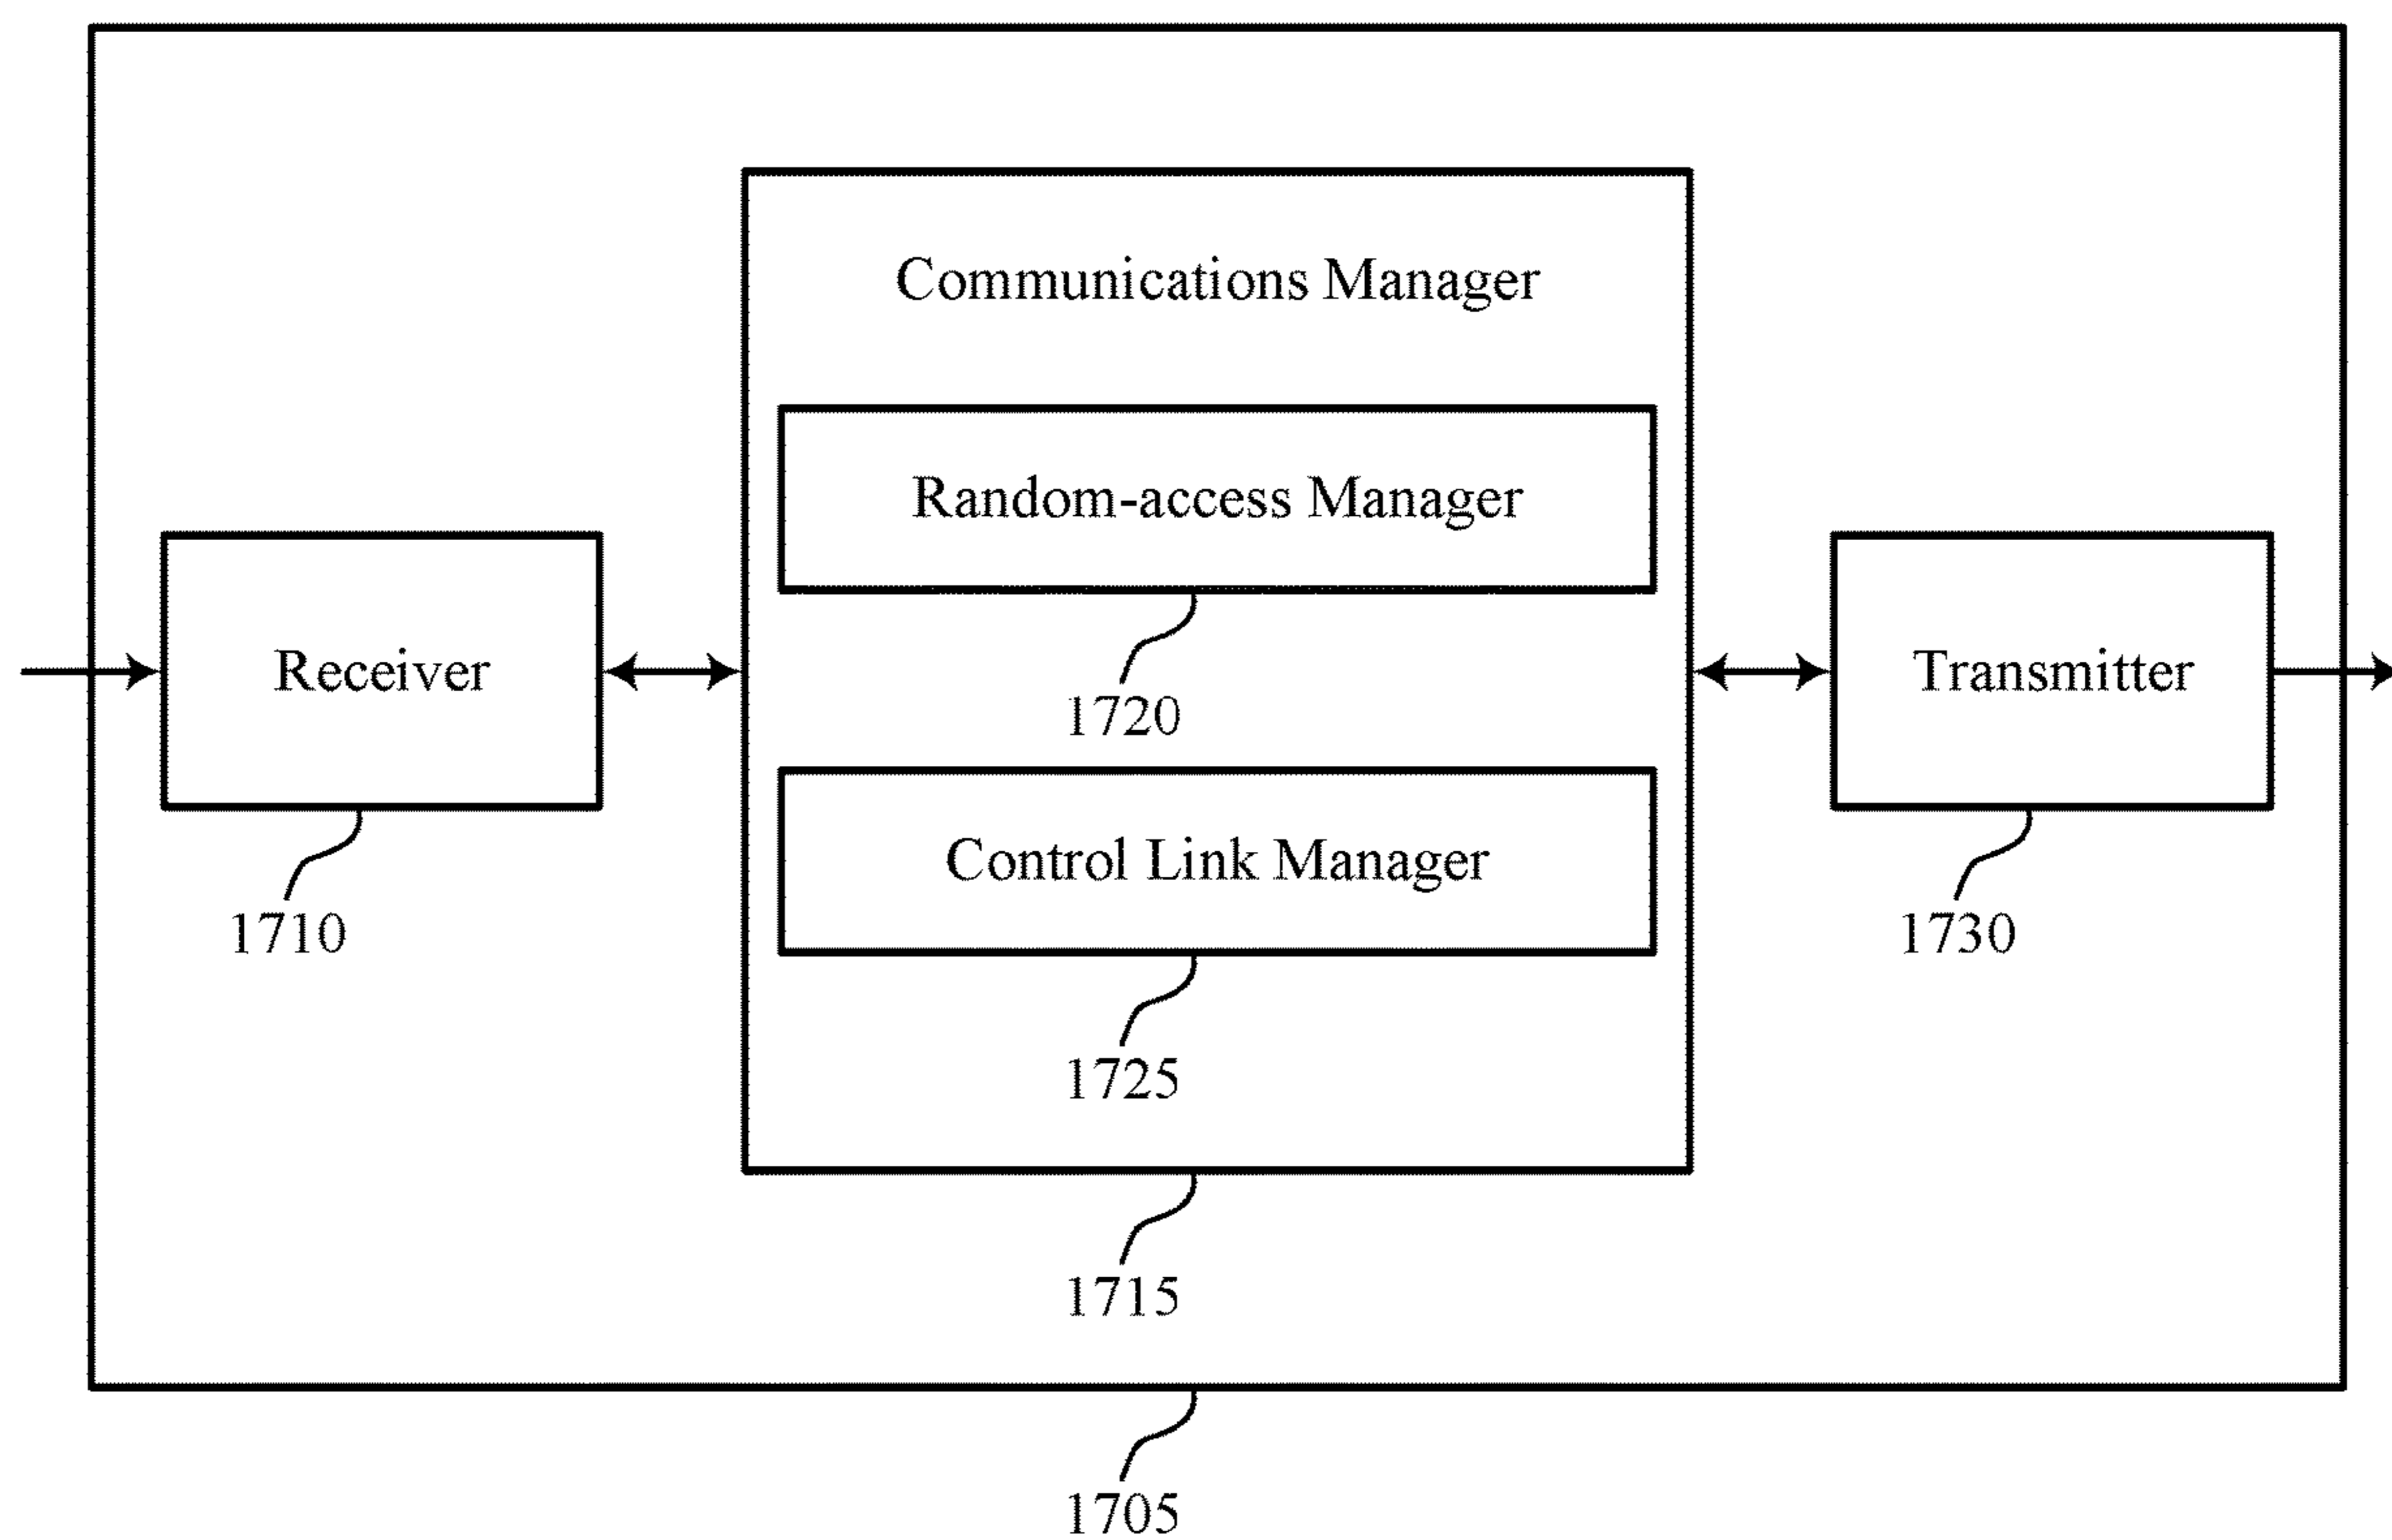 Communications Manager
Random-access Manager
Receiver
Transmitter
1720
Control Link Manager
1710
1730
1725
1715
1705